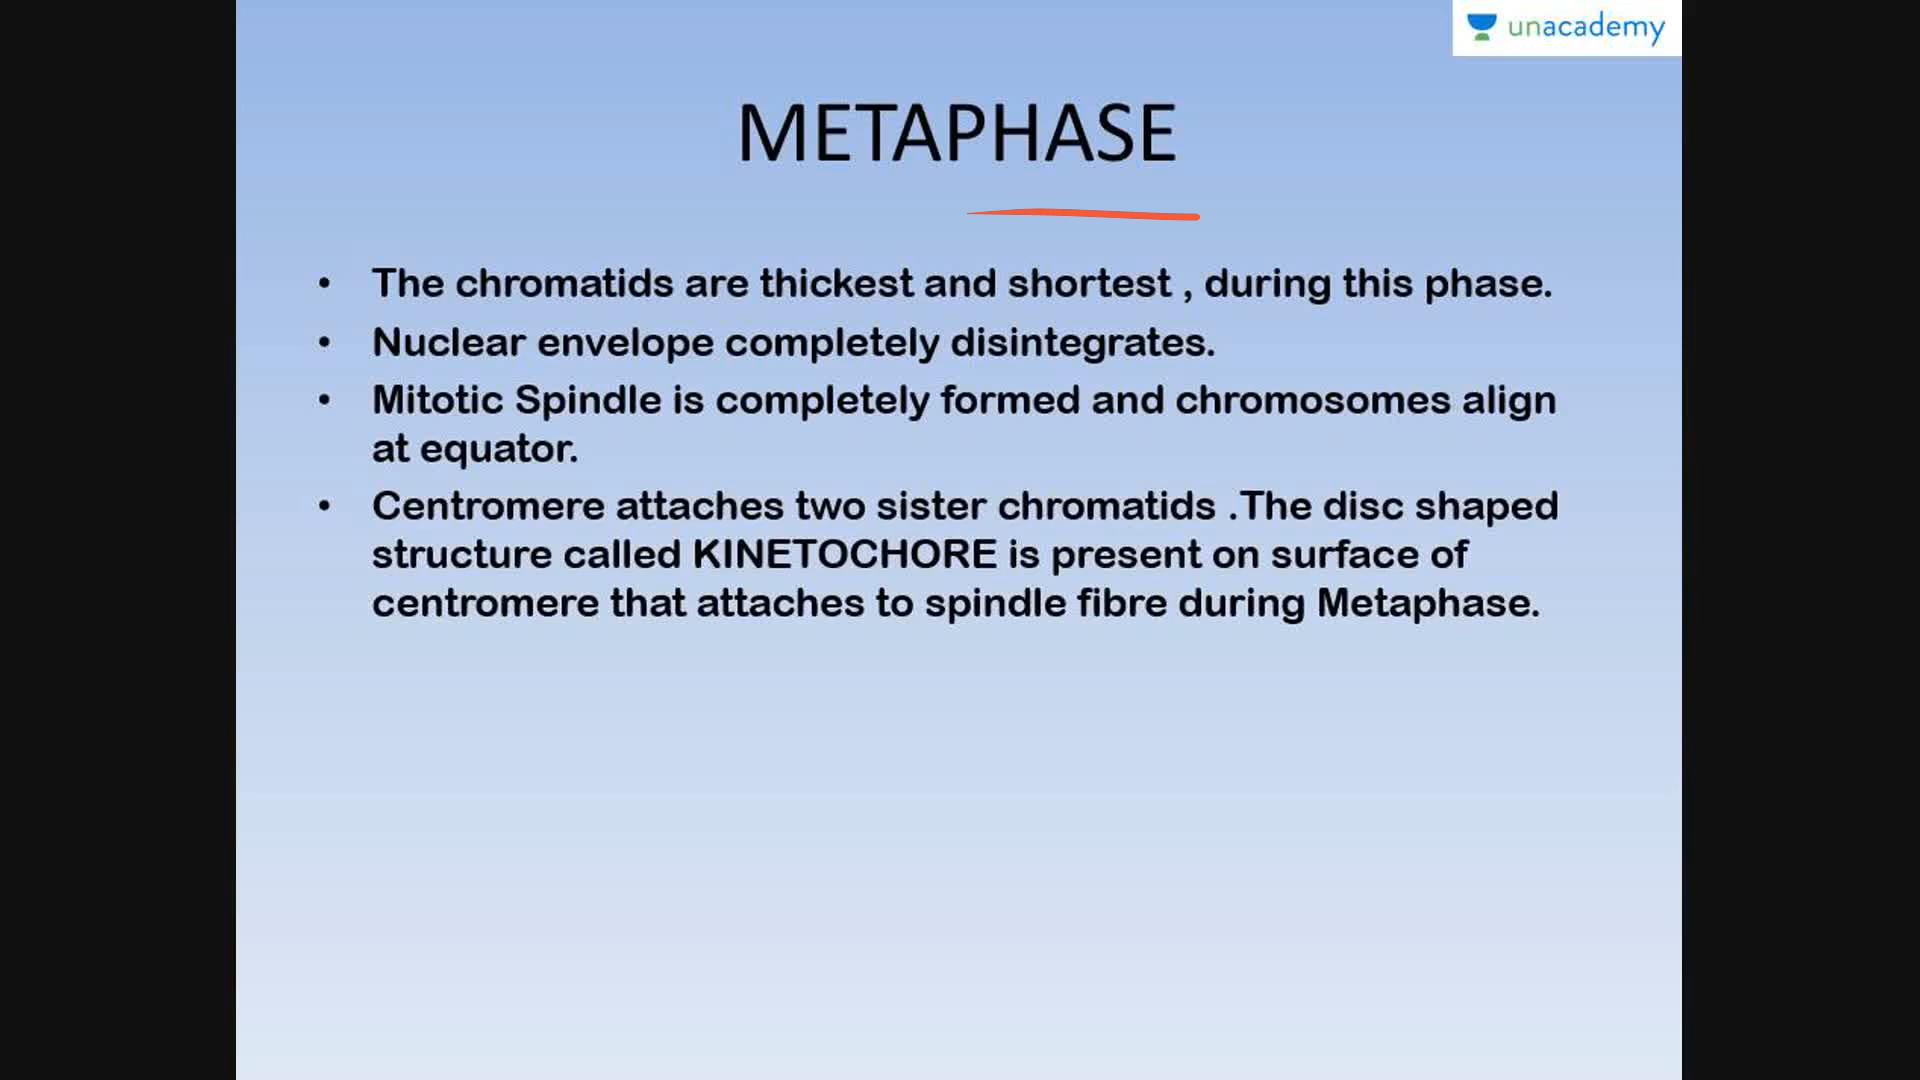 unacademy
METAPHASE
• The chromatids are thickest and shortest , during this phase.
• Nuclear envelope completely disintegrates.
• Mitotic Spindle is completely formed and chromosomes align
at equator.
• Centromere attaches two sister chromatids .The disc shaped
structure called KINETOCHORE is present on surface of
centromere that attaches to spindle fibre during Metaphase.